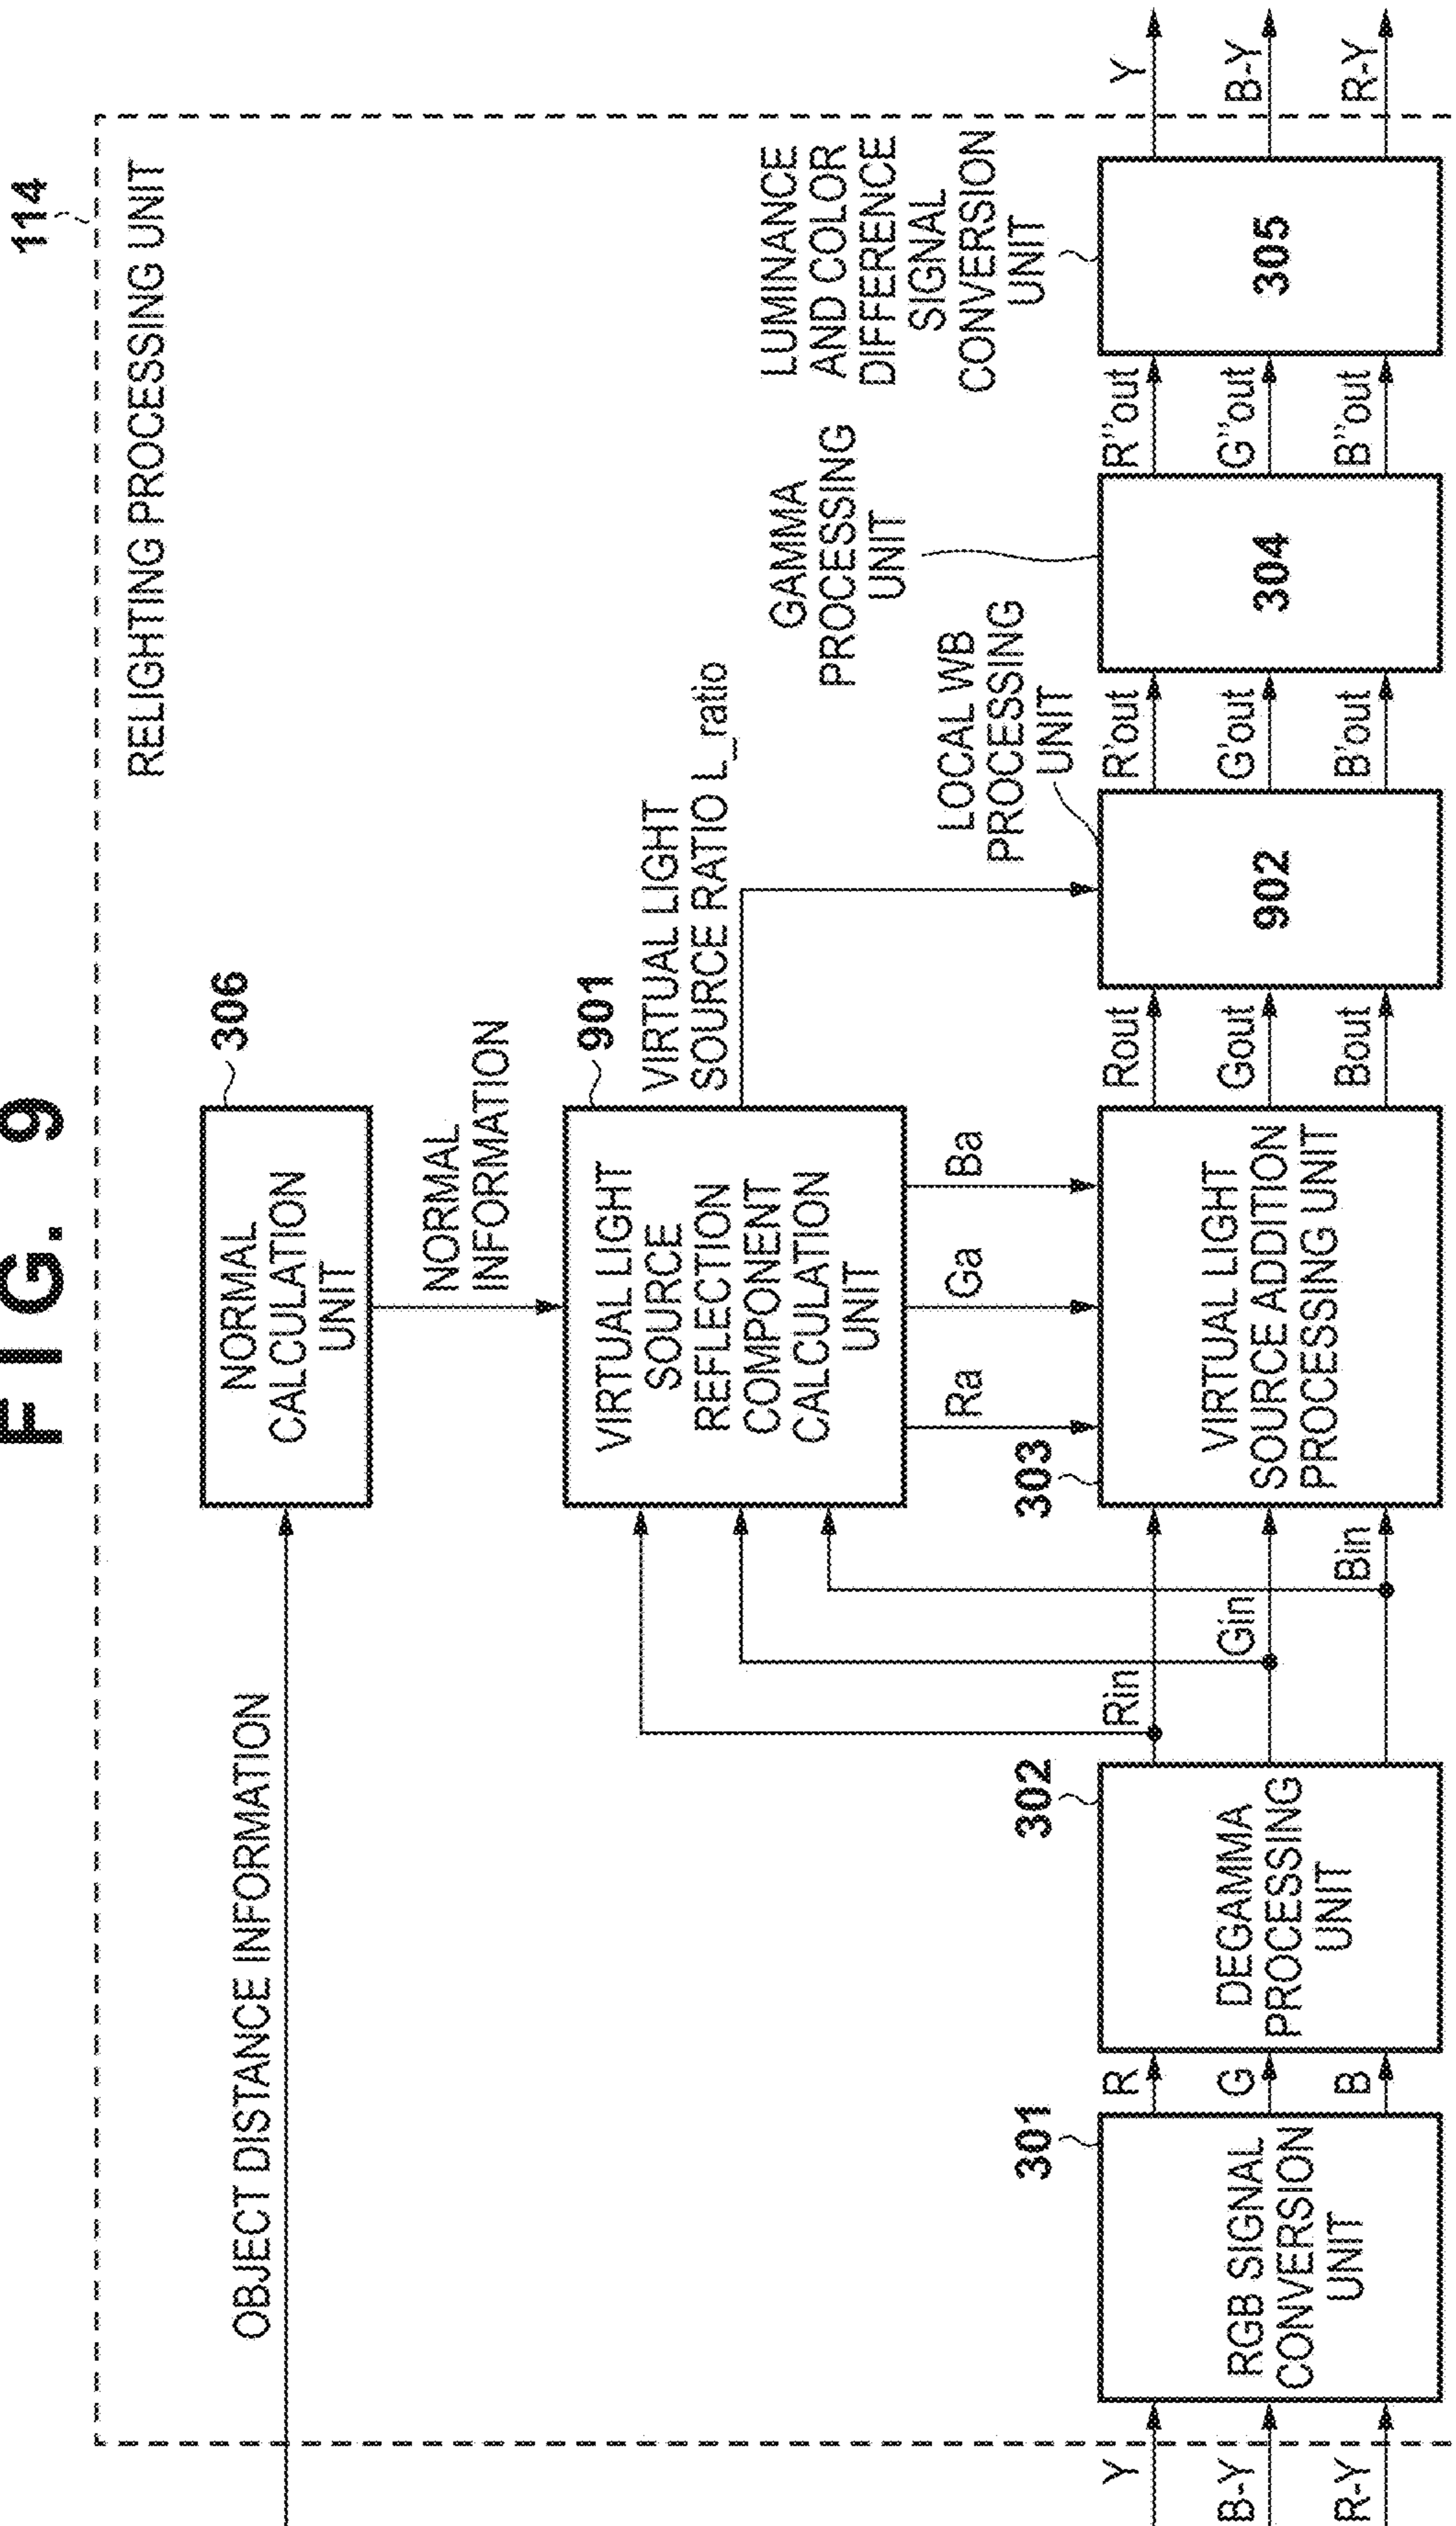 FIG. 9
114
RELIGHTING PROCESSING UNIT
OBJECT DISTANCE INFORMATION
306
NORMAL
CALCULATION
UNIT
NORMAL
INFORMATION
901
VIRTUAL LIGHT
SOURCE
REFLECTION
COMPONENT
CALCULATION
UNIT
VIRTUAL LIGHT
SOURCE RATIO L_ratio
Ra
Ga
Ba
Y
B-Y
R-Y
301
RGB SIGNAL
CONVERSION
UNIT
R
G
B
302
DEGAMMA
PROCESSING
UNIT
Rin
Gin
Bin
303
VIRTUAL LIGHT
SOURCE ADDITION
PROCESSING UNIT
Rout
Gout
Bout
LOCAL WB
PROCESSING
UNIT
902
R'out
G'out
B'out
GAMMA
PROCESSING
UNIT
304
R"out
G"out
B"out
LUMINANCE
AND COLOR
DIFFERENCE
SIGNAL
CONVERSION
UNIT
305
Y
B-Y
R-Y